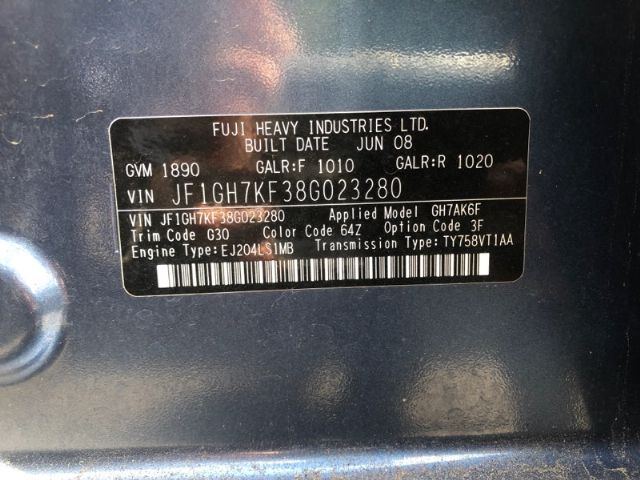 FUJI HEAVY INDUSTRIES LTD.
BUILT DATE JUN 08
GVM 1890 GALR:F 1010 GALR:R 1020
VIN JF1GH7KF38G023280
VIN JF1GH7KF38G023280 Applied Model GH7AK6F
Trim Code G30 Color Code 64Z Option Code 3F
Engine Type:EJ204LS1MB Transmission Type:TY758VT1AA